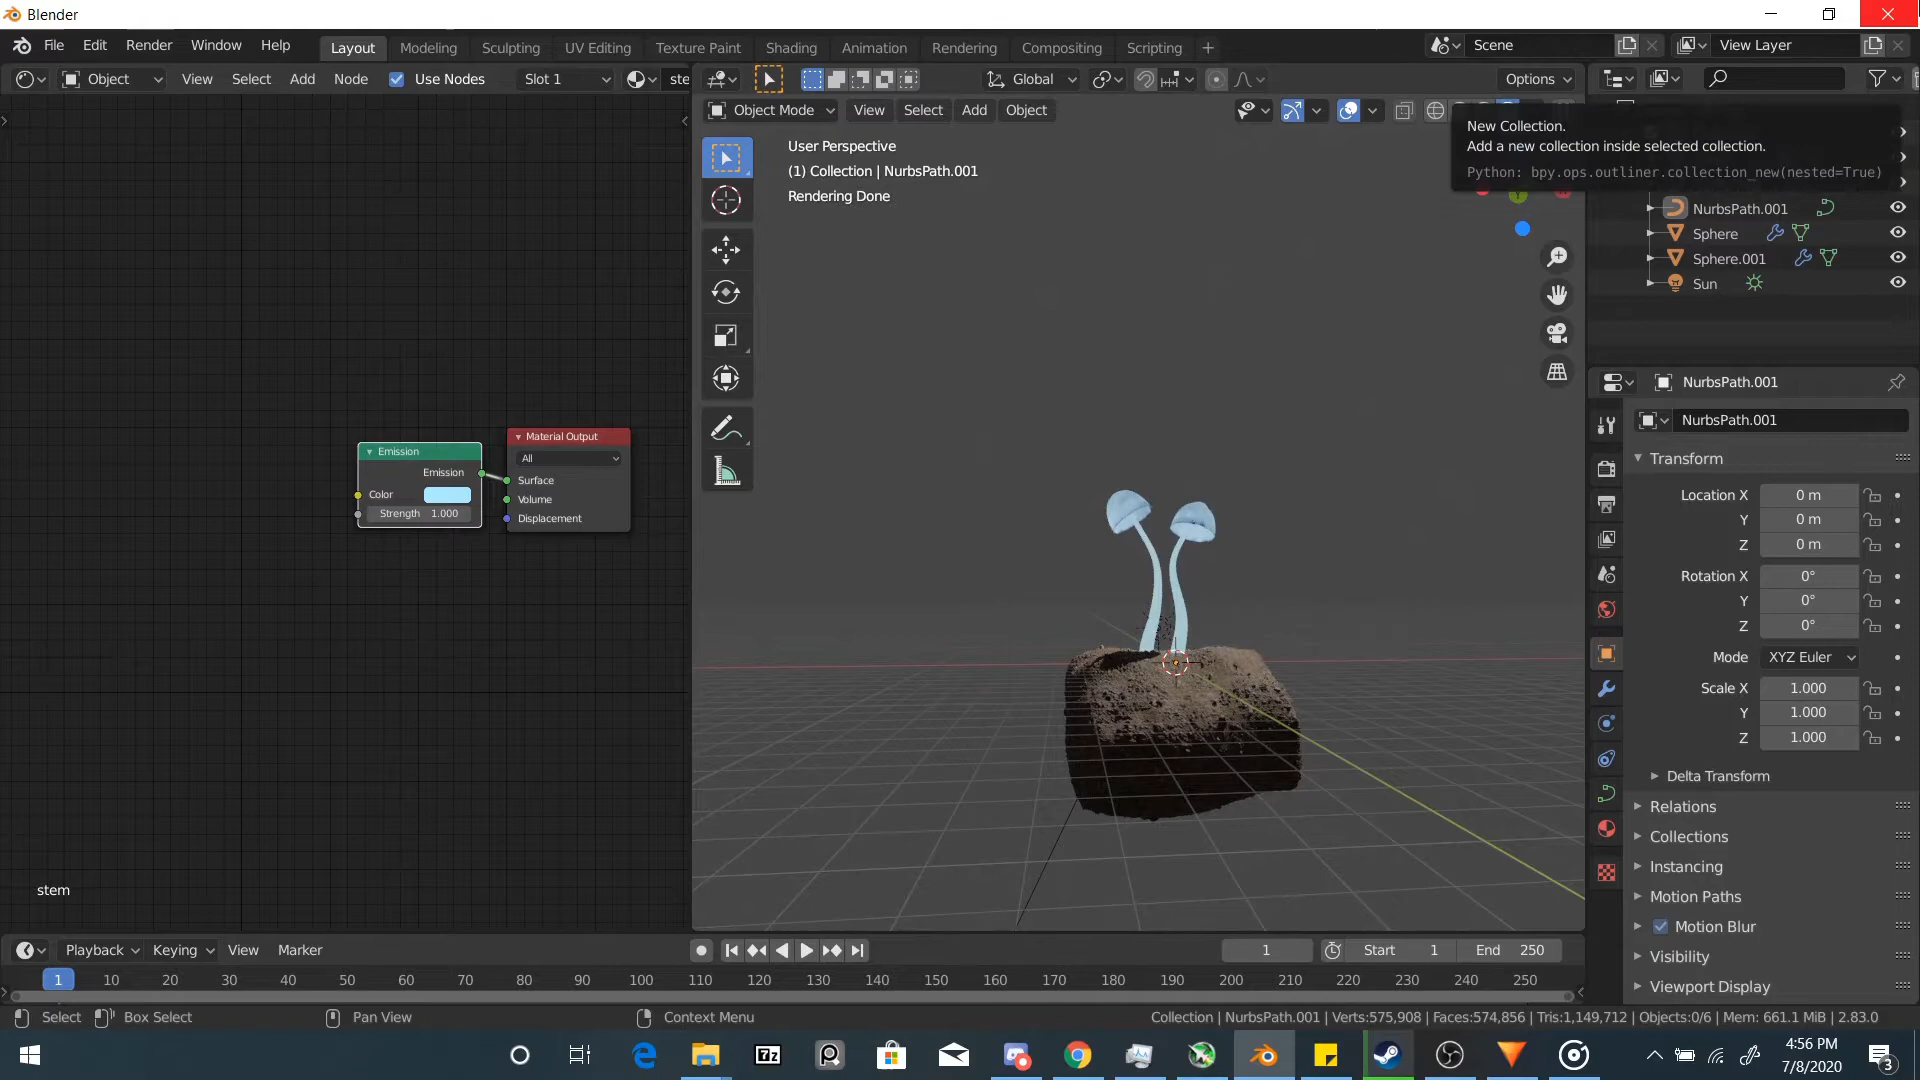 Blender
File Edit Render Window Help Layout Modeling Sculpting UV Editing Texture Paint Shading Animation Rendering Compositing Scripting + Scene View Layer
Object View Select Add Node Use Nodes Slot 1 ste Global Options
Object Mode View Select Add Object
New Collection.
Add a new collection inside selected collection.
Python: bpy.ops.outliner.collection_new(nested=True)
User Perspective
(1) Collection | NurbsPath.001
Rendering Done
NurbsPath.001
Sphere
Sphere.001
Sun
NurbsPath.001
NurbsPath.001
Transform
Location X 0 m
Y 0 m
Z 0 m
Rotation X 0°
Y 0°
Z 0°
Mode XYZ Euler
Scale X 1.000
Y 1.000
Z 1.000
Delta Transform
Relations
Collections
Instancing
Motion Paths
Motion Blur
Visibility
Viewport Display
Emission
Emission
Color
Strength 1.000
Material Output
All
Surface
Volume
Displacement
stem
Playback Keying View Marker 1 Start 1 End 250
1 10 20 30 40 50 60 70 80 90 100 110 120 130 140 150 160 170 180 190 200 210 220 230 240 250
Select Box Select Pan View Context Menu Collection | NurbsPath.001 | Verts:575,908 | Faces:574,856 | Tris:1,149,712 | Objects:0/6 | Mem: 661.1 MiB | 2.83.0
7z
4:56 PM
7/8/2020
3